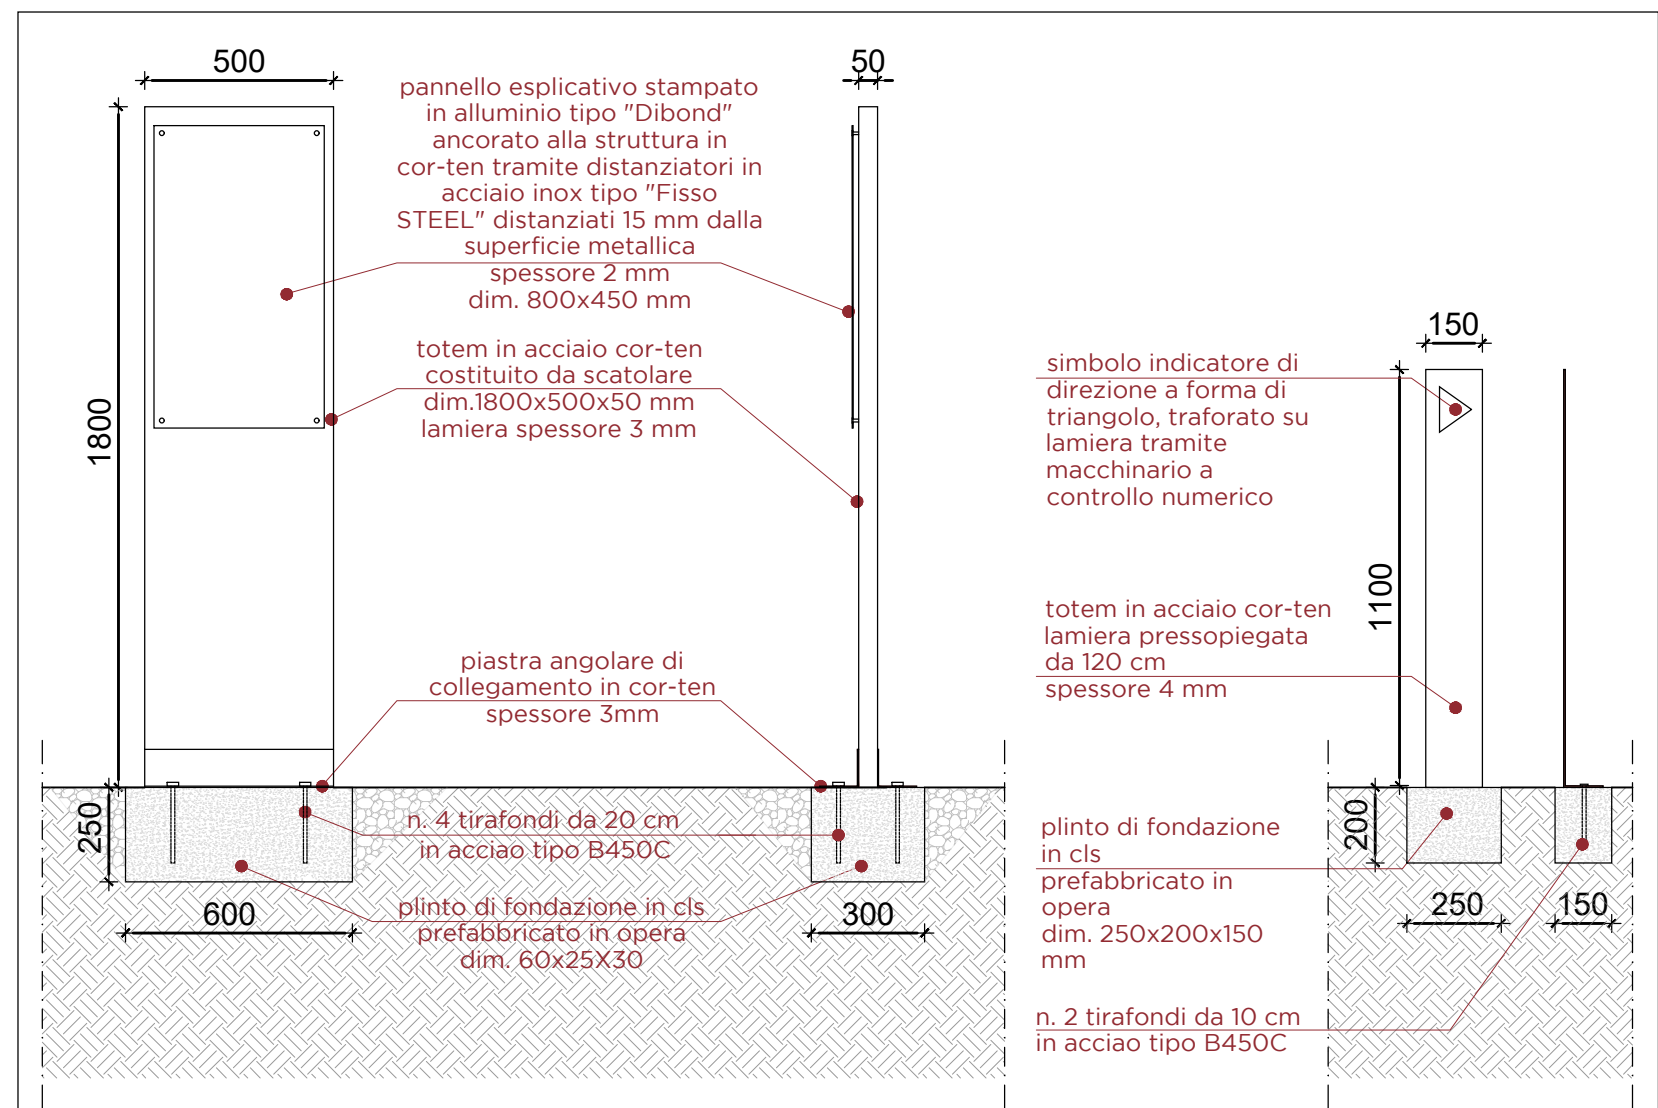 500
50
pannello esplicativo stampato
in alluminio tipo "Dibond"
ancorato alla struttura in
cor-ten tramite distanziatori in
acciaio inox tipo "Fisso
STEEL" distanziati 15 mm dalla
superficie metallica
spessore 2 mm
dim. 800x450 mm
totem in acciaio cor-ten
costituito da scatolare
dim.1800x500x50 mm
lamiera spessore 3 mm
1800
piastra angolare di
collegamento in cor-ten
spessore 3mm
250
n. 4 tirafondi da 20 cm
in acciao tipo B450C
600
300
plinto di fondazione in cls
prefabbricato in opera
dim. 60x25X30
150
simbolo indicatore di
direzione a forma di
triangolo, traforato su
lamiera tramite
macchinario a
controllo numerico
1100
totem in acciaio cor-ten
lamiera pressopiegata
da 120 cm
spessore 4 mm
200
plinto di fondazione
in cls
prefabbricato in
opera
dim. 250x200x150
mm
250
150
n. 2 tirafondi da 10 cm
in acciao tipo B450C